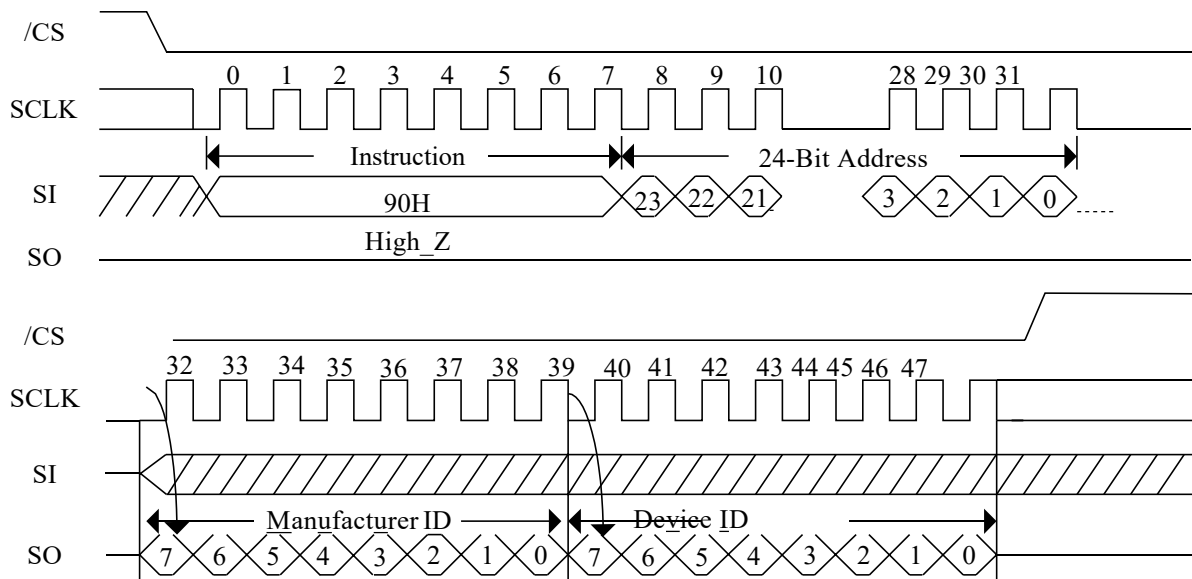 /CS
0 1 2 3 4 5 6 7 8 9 10 28 29 30 31
SCLK
Instruction 24-Bit Address
SI 90H 23 22 21 3 2 1 0
High_Z
SO
/CS
32 33 34 35 36 37 38 39 40 41 42 43 44 45 46 47
SCLK
SI
Manufacturer ID Device ID
SO 7 6 5 4 3 2 1 0 7 6 5 4 3 2 1 0